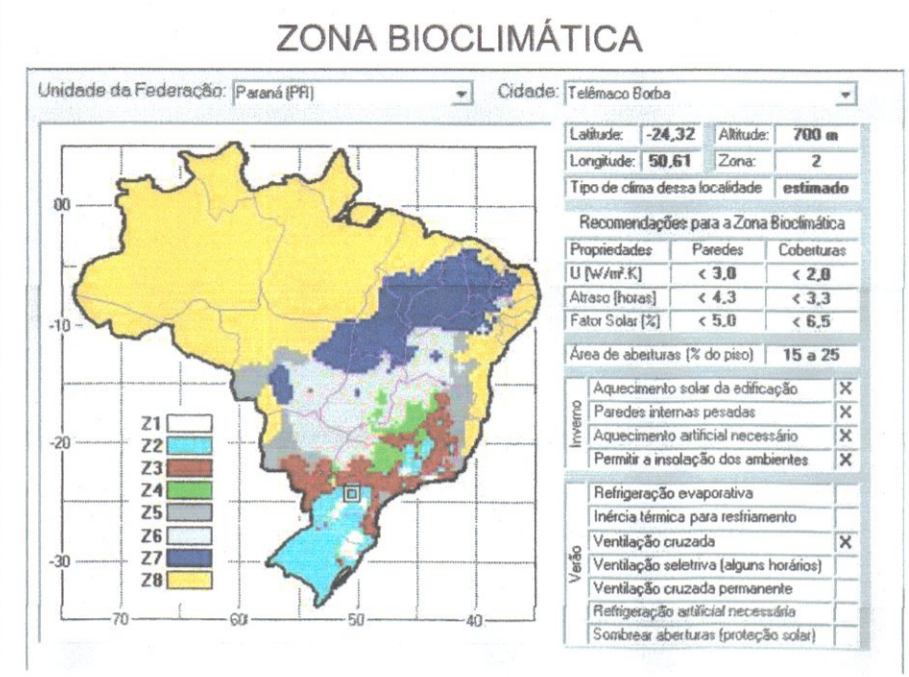 ZONA BIOCLIMÁTICA
Unidade da Federação: Paraná (PR) Cidade: Telêmaco Borba
Latitude: -24,32 Altitude: 700 m
Longitude: 50,61 Zona: 2
Tipo de clima dessa localidade estimado
Recomendações para a Zona Bioclimática
Propriedades Paredes Coberturas
U [W/m².K] < 3,0 < 2,0
Atraso [horas] < 4,3 < 3,3
Fator Solar [%] < 5,0 < 6,5
Área de aberturas (% do piso) 15 a 25
Inverno
Aquecimento solar da edificação X
Paredes internas pesadas X
Aquecimento artificial necessário X
Permitir a insolação dos ambientes X
Verão
Refrigeração evaporativa
Inércia térmica para resfriamento
Ventilação cruzada X
Ventilação seletriva (alguns horários)
Ventilação cruzada permanente
Refrigeração artificial necessária
Sombrear aberturas (proteção solar)
00
-10
-20
-30
Z1
Z2
Z3
Z4
Z5
Z6
Z7
Z8
-70 60 50 -40